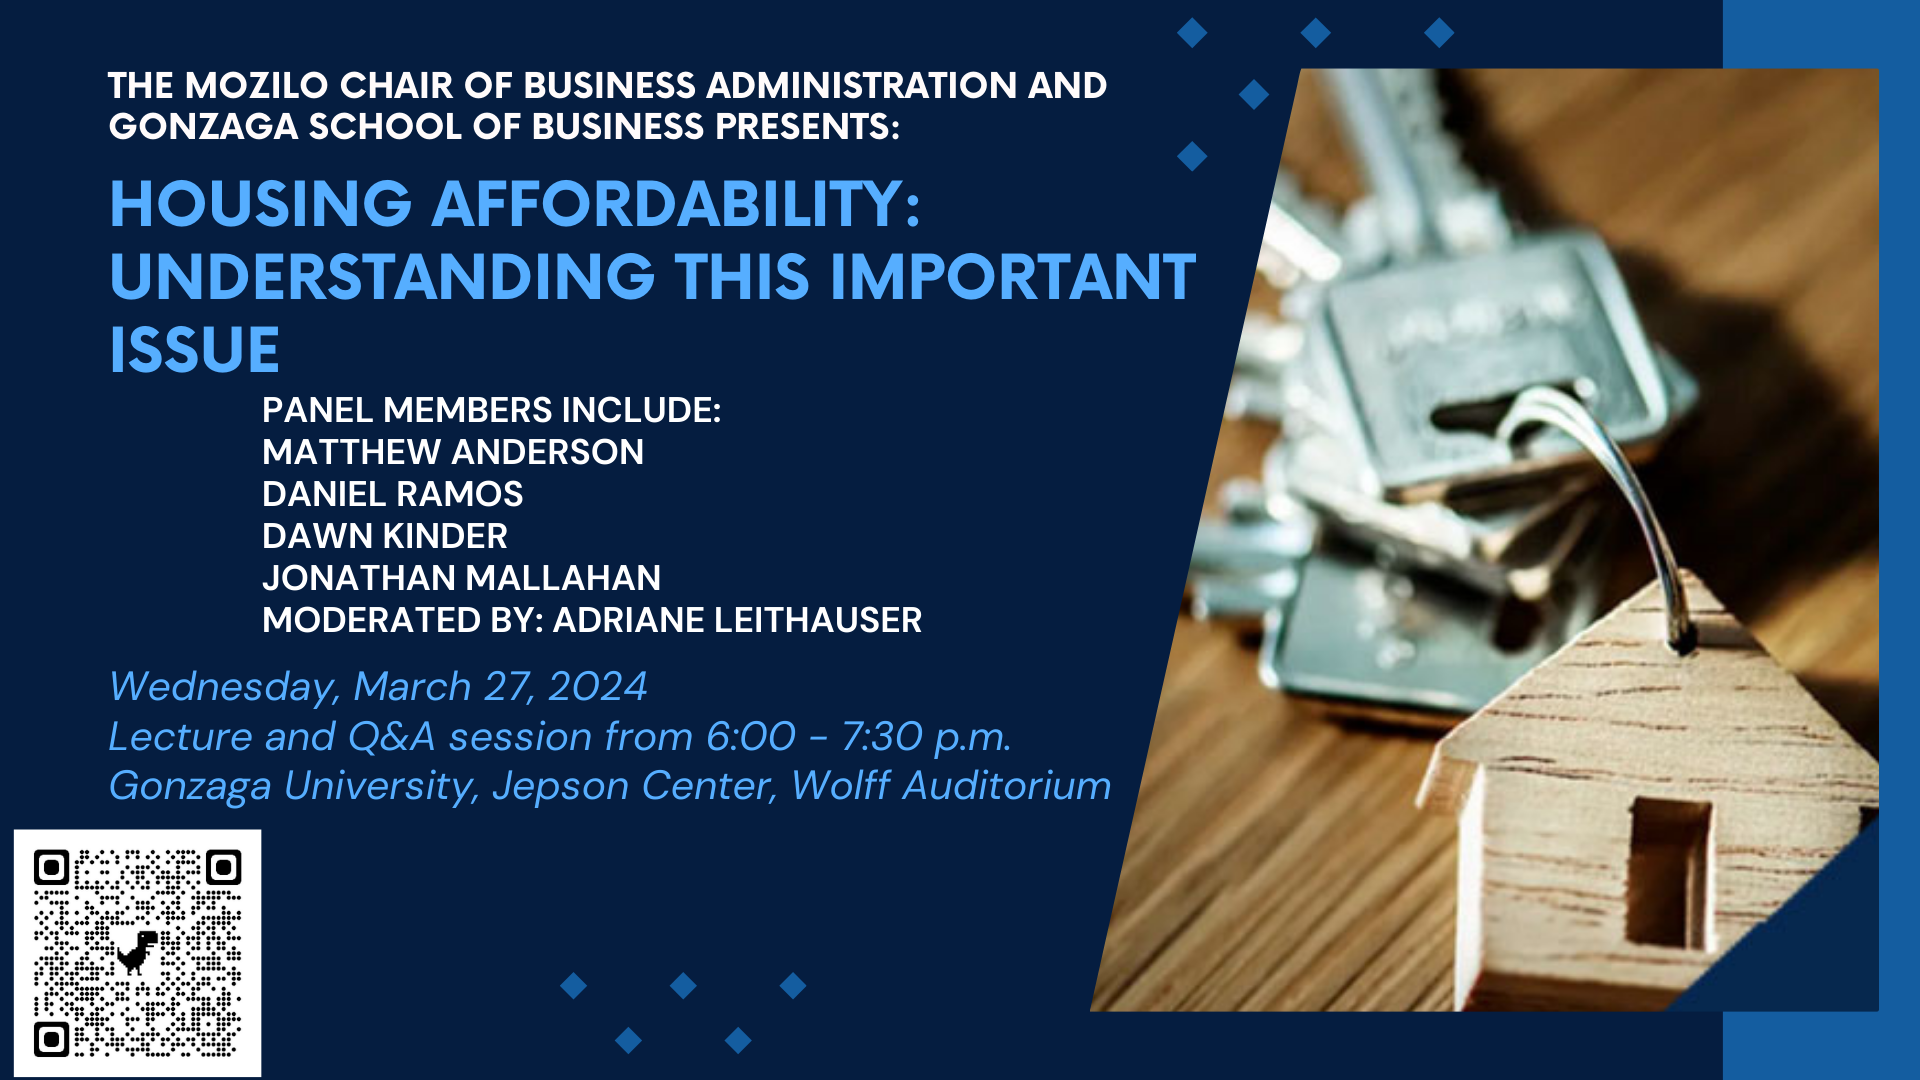 THE MOZILO CHAIR OF BUSINESS ADMINISTRATION AND
GONZAGA SCHOOL OF BUSINESS PRESENTS:
HOUSING AFFORDABILITY:
UNDERSTANDING THIS IMPORTANT
ISSUE
PANEL MEMBERS INCLUDE:
MATTHEW ANDERSON
DANIEL RAMOS
DAWN KINDER
JONATHAN MALLAHAN
MODERATED BY: ADRIANE LEITHAUSER
Wednesday, March 27, 2024
Lecture and Q&A session from 6:00 - 7:30 p.m.
Gonzaga University, Jepson Center, Wolff Auditorium